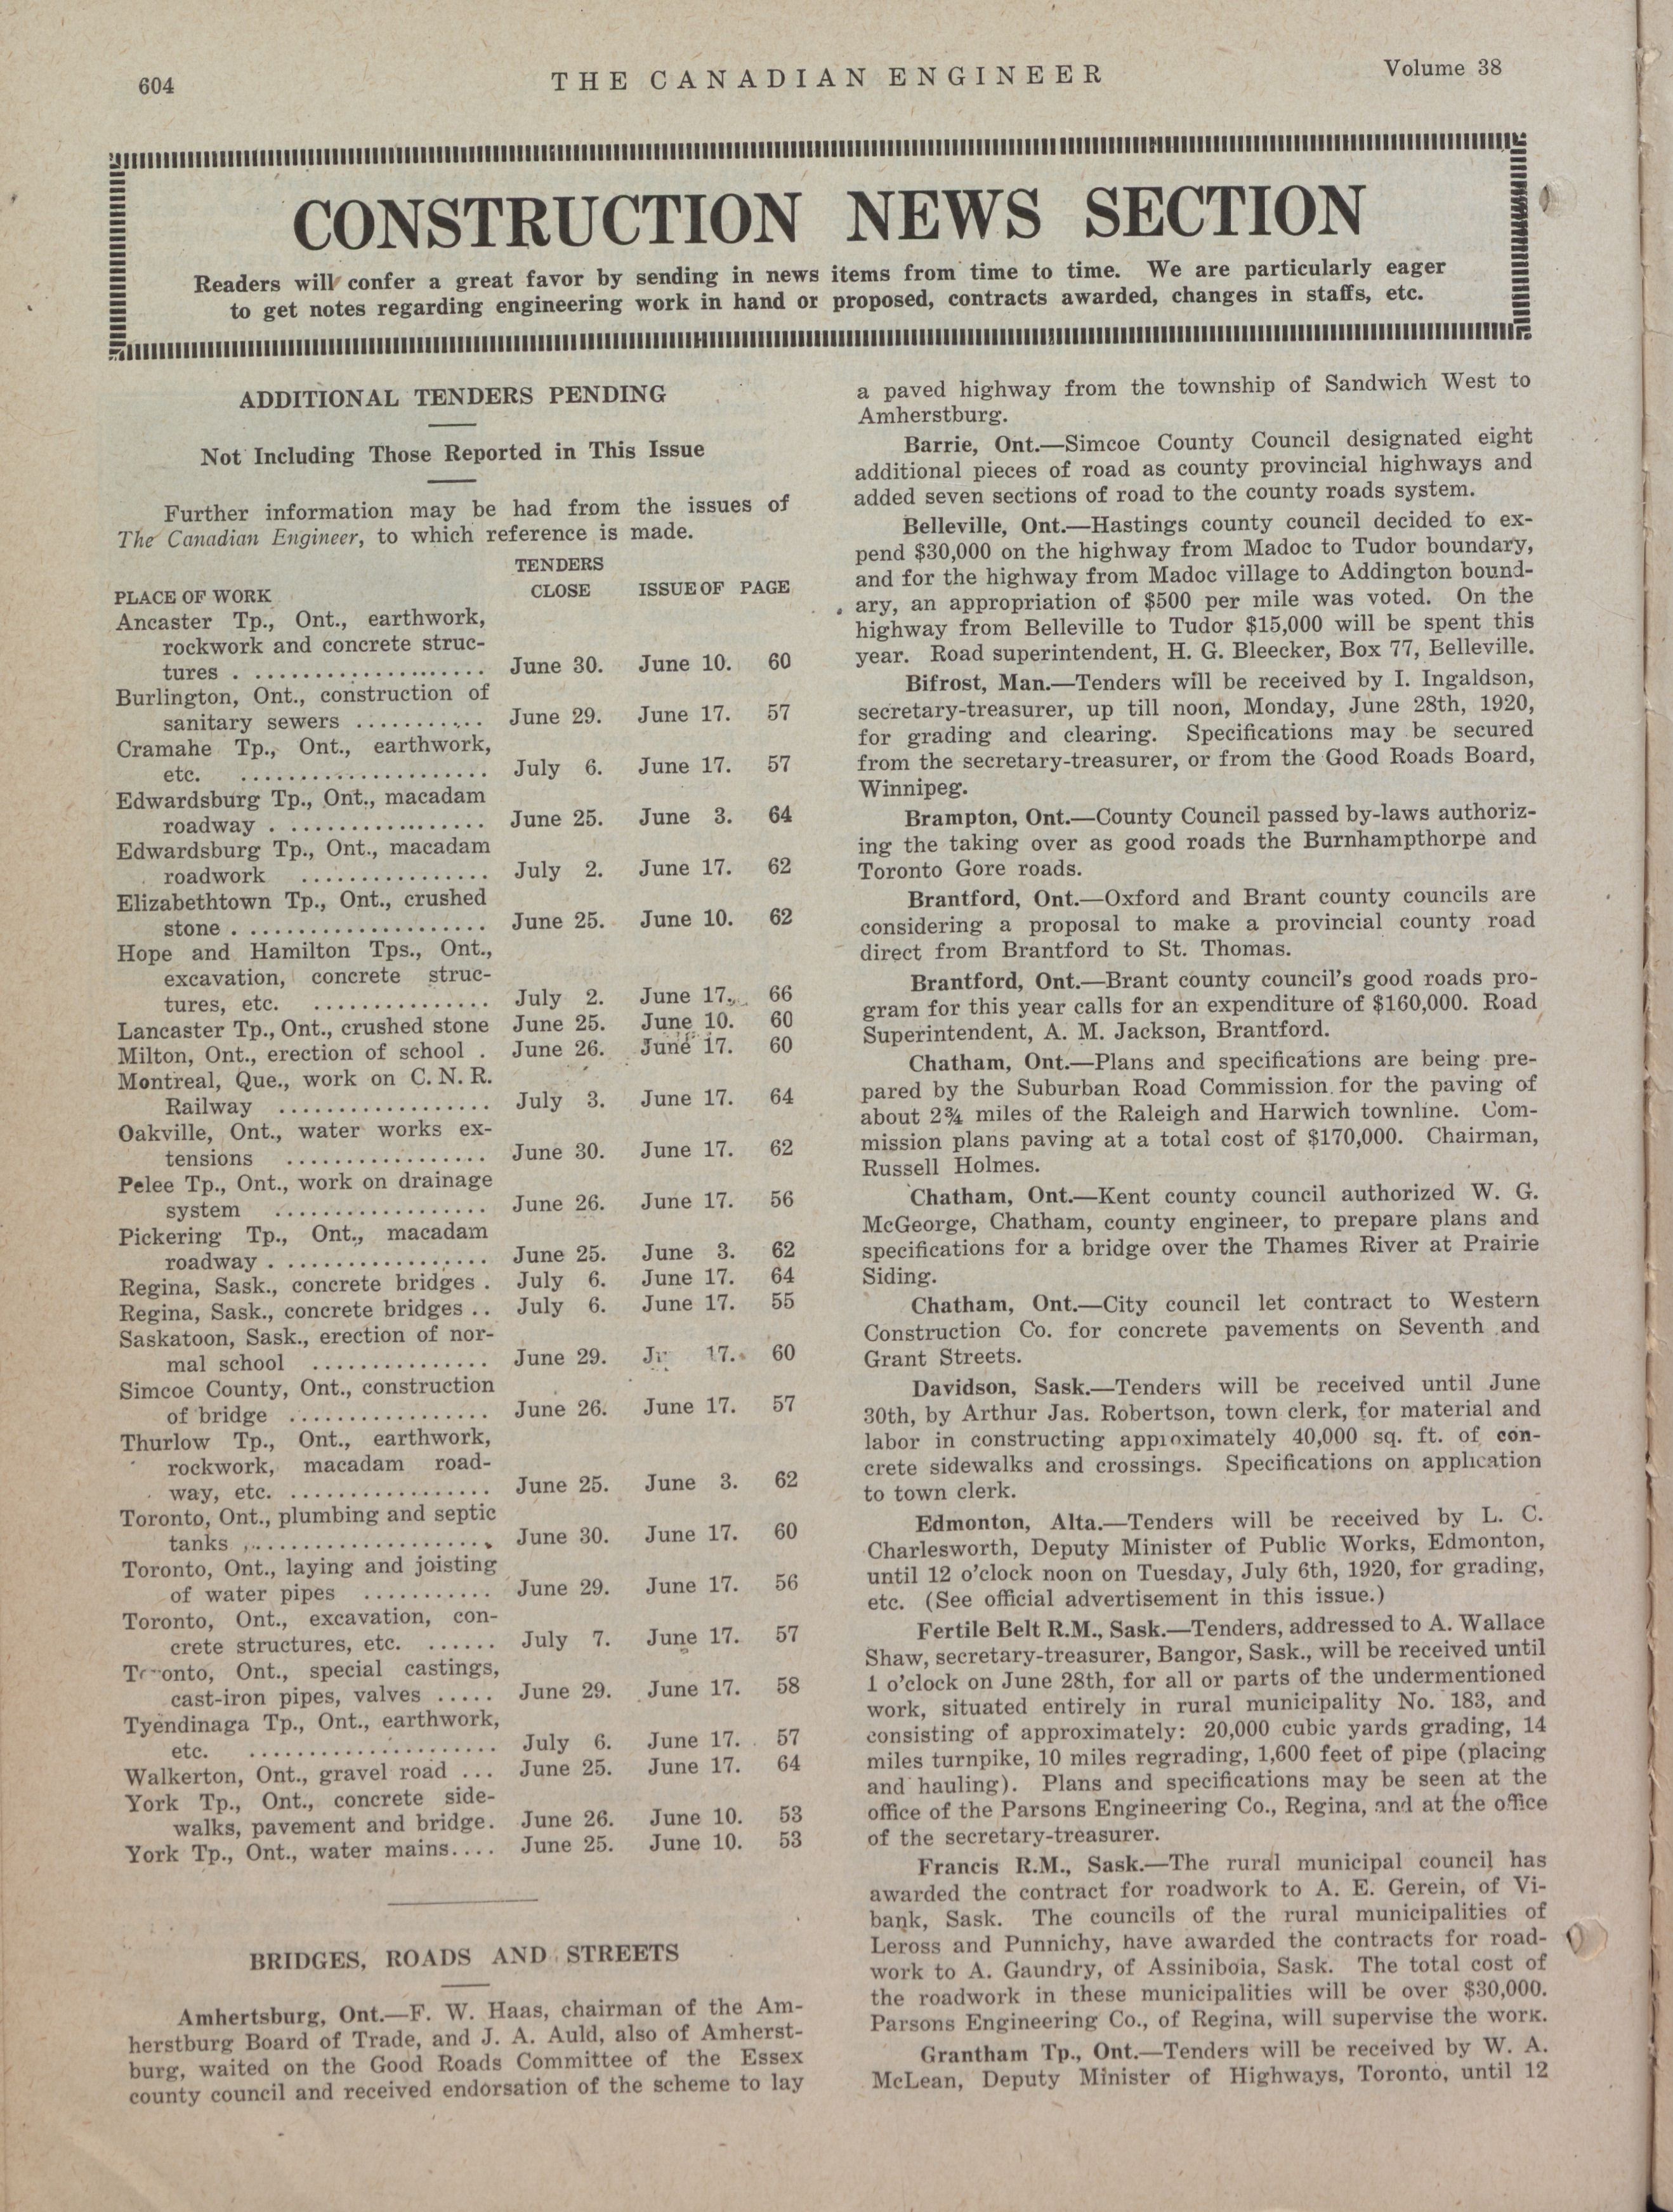 604
THE CANADIAN ENGINEER
Volume 38
CONSTRUCTION NEWS SECTION
Readers will confer a great favor by sending in news items from time to time. We are particularly eager
to get notes regarding engineering work in hand or proposed, contracts awarded, changes in staffs, etc.
ADDITIONAL TENDERS PENDING
Not Including Those Reported in This Issue
Further information may be had from the issues of
The Canadian Engineer, to which reference is made.
TENDERS
PLACE OF WORK CLOSE ISSUE OF PAGE
Ancaster Tp., Ont., earthwork,
rockwork and concrete struc-
tures . .................... June 30. June 10. 60
Burlington, Ont., construction of
sanitary sewers ........... June 29. June 17. 57
Cramahe Tp., Ont., earthwork,
etc. ..................... July 6. June 17. 57
Edwardsburg Tp., Ont., macadam
roadway . ................. June 25. June 3. 64
Edwardsburg Tp., Ont., macadam
roadwork ................ July 2. June 17. 62
Elizabethtown Tp., Ont., crushed
stone . .................... June 25. June 10. 62
Hope and Hamilton Tps., Ont.,
excavation, concrete struc-
tures, etc. ............... July 2. June 17. 66
Lancaster Tp., Ont., crushed stone June 25. June 10. 60
Milton, Ont., erection of school . June 26. June 17. 60
Montreal, Que., work on C. N. R.
Railway .................. July 3. June 17. 64
Oakville, Ont., water works ex-
tensions ................. June 30. June 17. 62
Pelee Tp., Ont., work on drainage
system .................. June 26. June 17. 56
Pickering Tp., Ont., macadam
roadway . ................. June 25. June 3. 62
Regina, Sask., concrete bridges . July 6. June 17. 64
Regina, Sask., concrete bridges .. July 6. June 17. 55
Saskatoon, Sask., erection of nor-
mal school ............... June 29. 17. 60
Simcoe County, Ont., construction
of bridge ................. June 26. June 17. 57
Thurlow Tp., Ont., earthwork,
rockwork, macadam road-
way, etc. ................. June 25. June 3. 62
Toronto, Ont., plumbing and septic
tanks ..................... June 30. June 17. 60
Toronto, Ont., laying and joisting
of water pipes ........... June 29. June 17. 56
Toronto, Ont., excavation, con-
crete structures, etc. ...... July 7. June 17. 57
Toronto, Ont., special castings,
cast-iron pipes, valves ..... June 29. June 17. 58
Tyendinaga Tp., Ont., earthwork,
etc. ..................... July 6. June 17. 57
Walkerton, Ont., gravel road ... June 25. June 17. 64
York Tp., Ont., concrete side-
walks, pavement and bridge. June 26. June 10. 53
York Tp., Ont., water mains.... June 25. June 10. 53
BRIDGES, ROADS AND STREETS
Amhertsburg, Ont.—F. W. Haas, chairman of the Am-
herstburg Board of Trade, and J. A. Auld, also of Amherst-
burg, waited on the Good Roads Committee of the Essex
county council and received endorsation of the scheme to lay
a paved highway from the township of Sandwich West to
Amherstburg.
Barrie, Ont.—Simcoe County Council designated eight
additional pieces of road as county provincial highways and
added seven sections of road to the county roads system.
Belleville, Ont.—Hastings county council decided to ex-
pend $30,000 on the highway from Madoc to Tudor boundary,
and for the highway from Madoc village to Addington bound-
ary, an appropriation of $500 per mile was voted. On the
highway from Belleville to Tudor $15,000 will be spent this
year. Road superintendent, H. G. Bleecker, Box 77, Belleville.
Bifrost, Man.—Tenders will be received by I. Ingaldson,
secretary-treasurer, up till noon, Monday, June 28th, 1920,
for grading and clearing. Specifications may be secured
from the secretary-treasurer, or from the Good Roads Board,
Winnipeg.
Brampton, Ont.—County Council passed by-laws authoriz-
ing the taking over as good roads the Burnhampthorpe and
Toronto Gore roads.
Brantford, Ont.—Oxford and Brant county councils are
considering a proposal to make a provincial county road
direct from Brantford to St. Thomas.
Brantford, Ont.—Brant county council's good roads pro-
gram for this year calls for an expenditure of $160,000. Road
Superintendent, A. M. Jackson, Brantford.
Chatham, Ont.—Plans and specifications are being pre-
pared by the Suburban Road Commission for the paving of
about 2¾ miles of the Raleigh and Harwich townline. Com-
mission plans paving at a total cost of $170,000. Chairman,
Russell Holmes.
Chatham, Ont.—Kent county council authorized W. G.
McGeorge, Chatham, county engineer, to prepare plans and
specifications for a bridge over the Thames River at Prairie
Siding.
Chatham, Ont.—City council let contract to Western
Construction Co. for concrete pavements on Seventh and
Grant Streets.
Davidson, Sask.—Tenders will be received until June
30th, by Arthur Jas. Robertson, town clerk, for material and
labor in constructing approximately 40,000 sq. ft. of con-
crete sidewalks and crossings. Specifications on application
to town clerk.
Edmonton, Alta.—Tenders will be received by L. C.
Charlesworth, Deputy Minister of Public Works, Edmonton,
until 12 o'clock noon on Tuesday, July 6th, 1920, for grading,
etc. (See official advertisement in this issue.)
Fertile Belt R.M., Sask.—Tenders, addressed to A. Wallace
Shaw, secretary-treasurer, Bangor, Sask., will be received until
1 o'clock on June 28th, for all or parts of the undermentioned
work, situated entirely in rural municipality No. 183, and
consisting of approximately: 20,000 cubic yards grading, 14
miles turnpike, 10 miles regrading, 1,600 feet of pipe (placing
and hauling). Plans and specifications may be seen at the
office of the Parsons Engineering Co., Regina, and at the office
of the secretary-treasurer.
Francis R.M., Sask.—The rural municipal council has
awarded the contract for roadwork to A. E. Gerein, of Vi-
bank, Sask. The councils of the rural municipalities of
Leross and Punnichy, have awarded the contracts for road-
work to A. Gaundry, of Assiniboia, Sask. The total cost of
the roadwork in these municipalities will be over $30,000.
Parsons Engineering Co., of Regina, will supervise the work.
Grantham Tp., Ont.—Tenders will be received by W. A.
McLean, Deputy Minister of Highways, Toronto, until 12